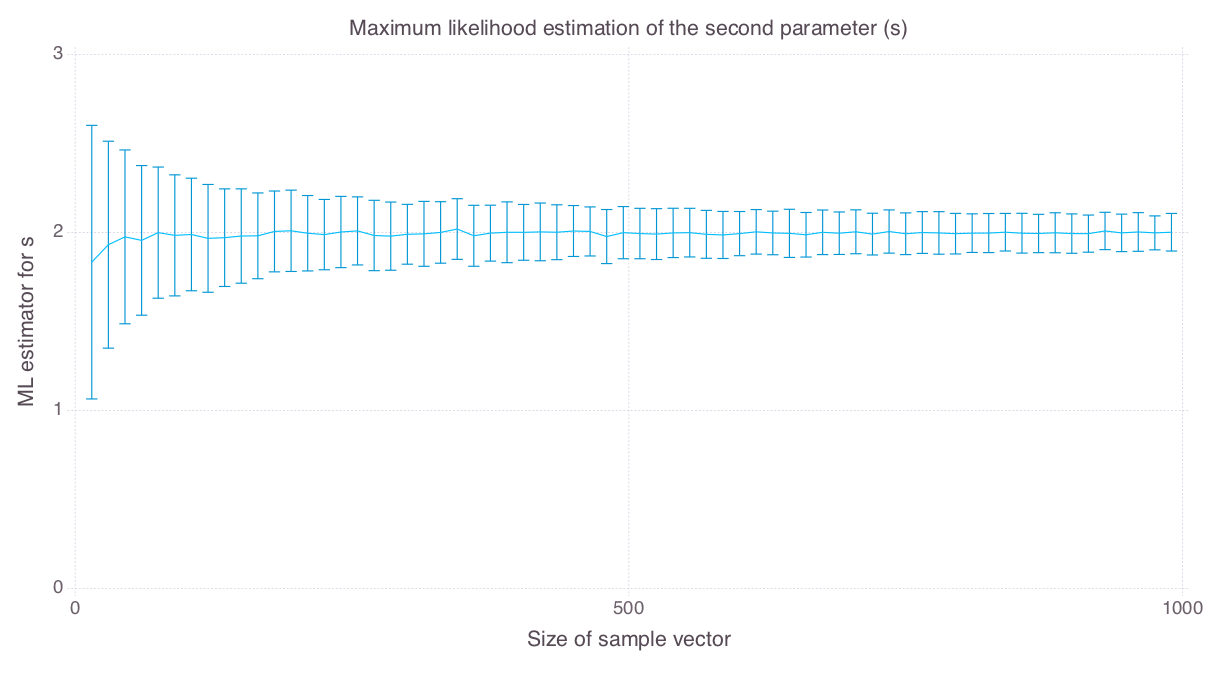 Maximum likelihood estimation of the second parameter (s)
3
2
1
0
ML estimator for s
0 500 1000
Size of sample vector